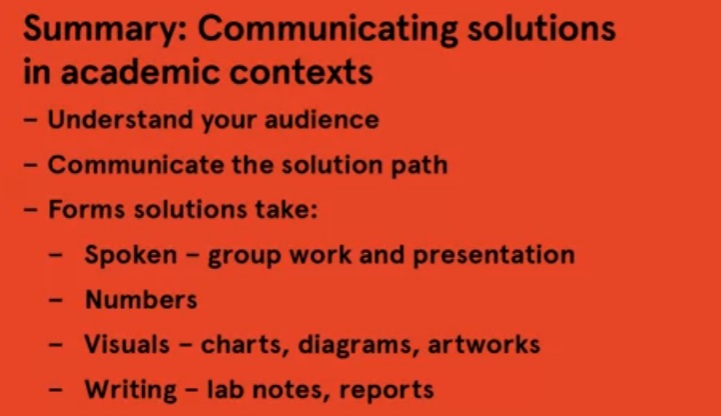 Summary: Communicating solutions
in academic contexts
– Understand your audience
– Communicate the solution path
– Forms solutions take:
– Spoken – group work and presentation
– Numbers
– Visuals – charts, diagrams, artworks
– Writing – lab notes, reports